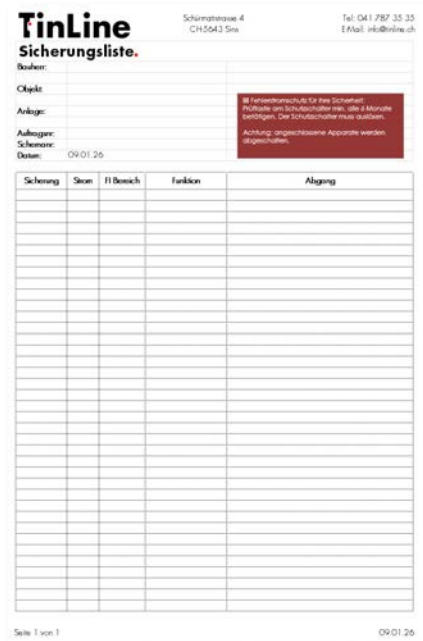 TinLine
Schürmattstrasse 4
CH-5643 Sins
Tel: 041 787 35 35
E-Mail: info@tinline.ch
Sicherungsliste.
Bauherr:
Objekt:
Anlage:
Auftragsnr:
Schemanr:
Datum: 09.01.26
Fehlerstromschutz für Ihre Sicherheit:
Prüftaste am Schutzschalter min. alle 6 Monate
betätigen. Der Schutzschalter muss auslösen.
Achtung: angeschlossene Apparate werden
abgeschalten.
Sicherung Strom FI Bereich Funktion Abgang
Seite 1 von 1
09.01.26